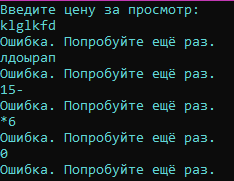 Введите цену за просмотр:
klglkfd
Ошибка. Попробуйте ещё раз.
лдоырап
Ошибка. Попробуйте ещё раз.
15-
Ошибка. Попробуйте ещё раз.
*6
Ошибка. Попробуйте ещё раз.
0
Ошибка. Попробуйте ещё раз.